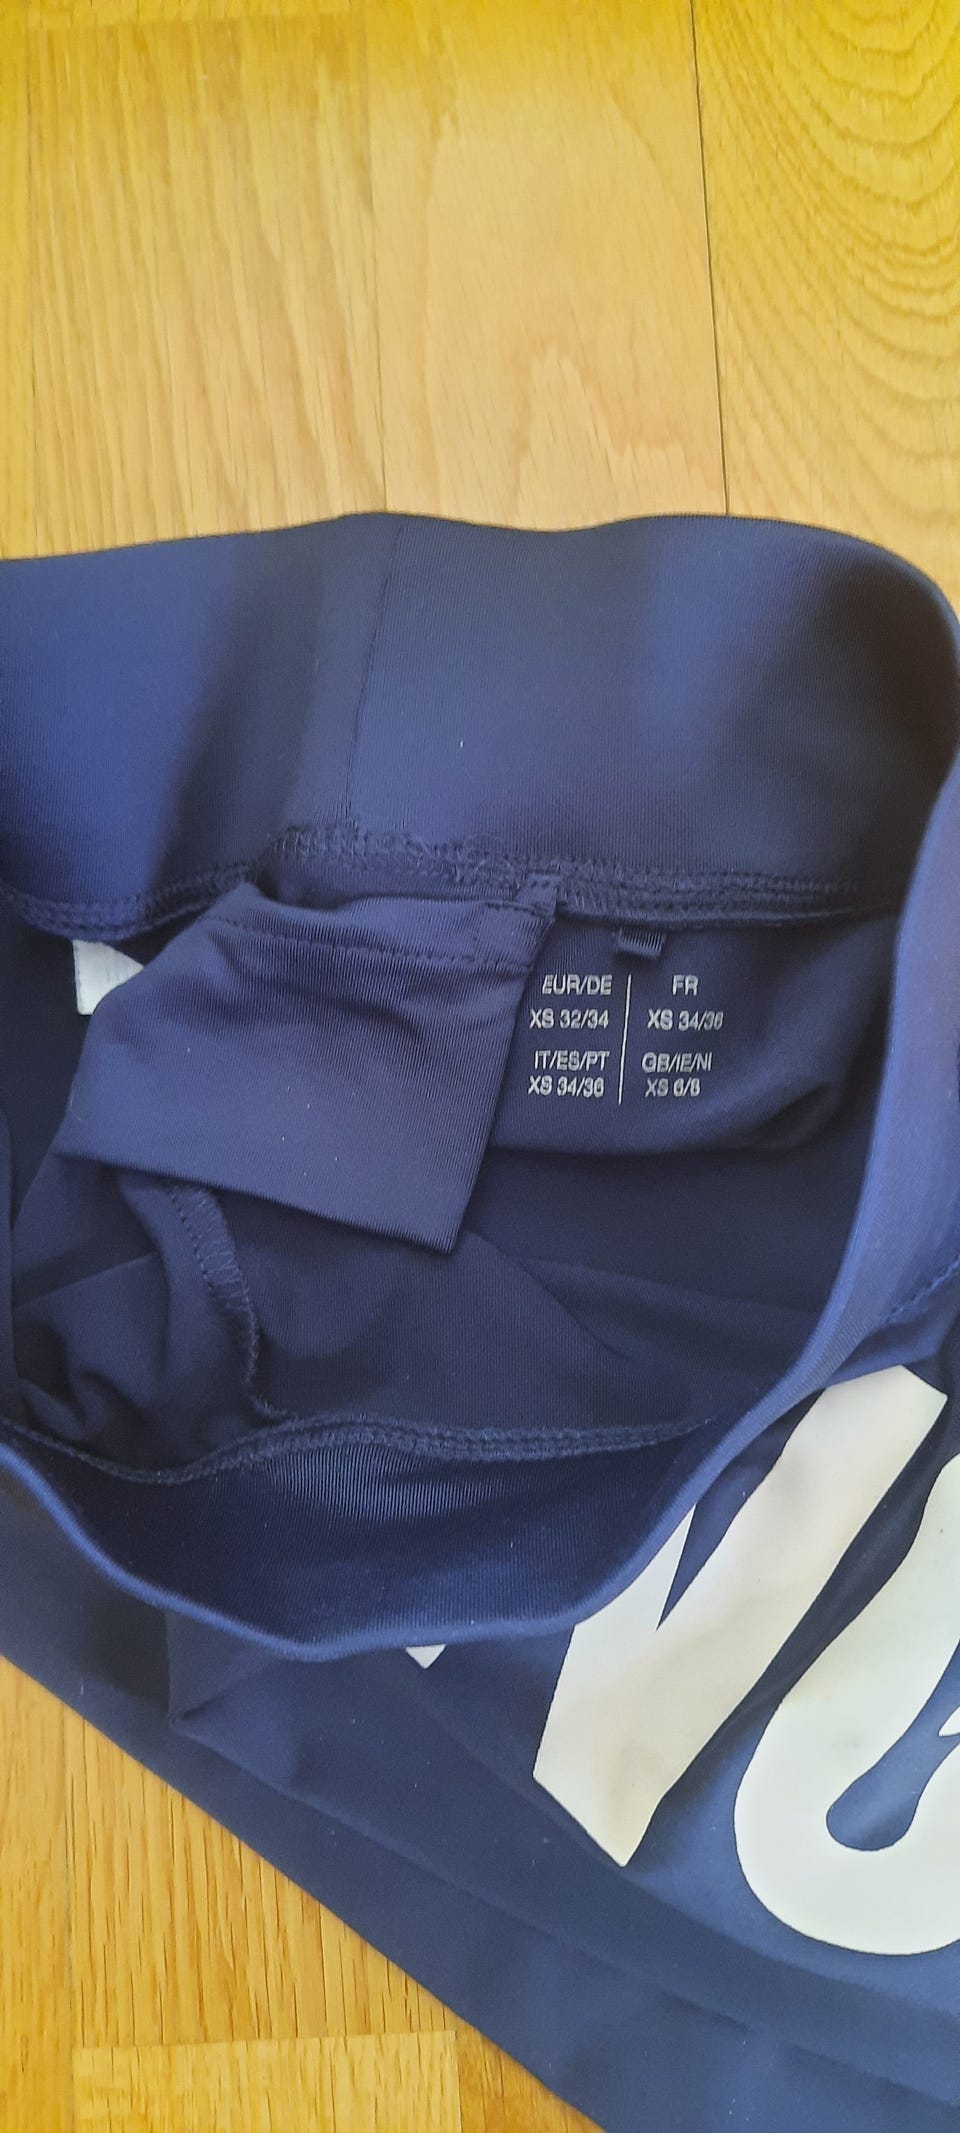 EUR/DE FR
XS 32/34 XS 34/36
IT/ES/PT GB/IE/NI
XS 34/36 XS 6/8